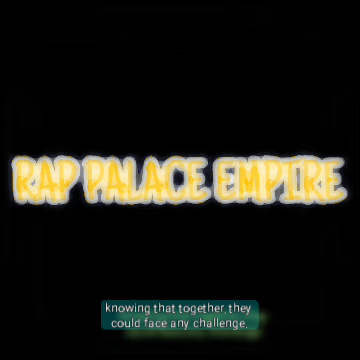 RAP PALACE EMPIRE
knowing that together, they
could face any challenge.